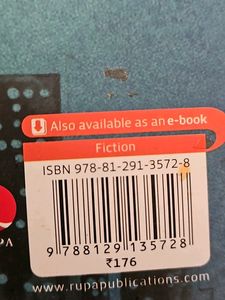 Also available as an e-book
Fiction
ISBN 978-81-291-3572-8
9 788129 135728
₹176
PA
www.rupapublications.com